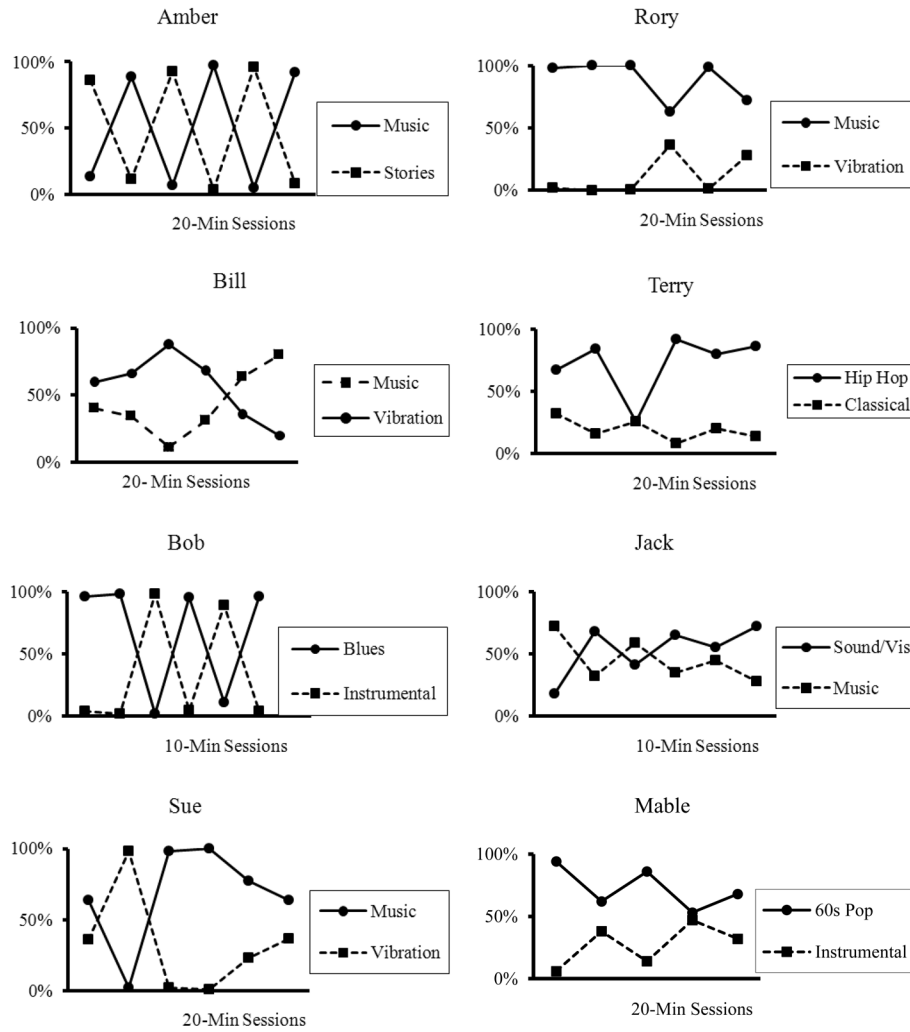 Amber
100%
50%
0%
Music
Stories
20-Min Sessions
Rory
100%
50%
0%
Music
Vibration
20-Min Sessions
Bill
100%
50%
0%
Music
Vibration
20- Min Sessions
Terry
100%
50%
0%
Hip Hop
Classical
20-Min Sessions
Bob
100%
50%
0%
Blues
Instrumental
10-Min Sessions
Jack
100%
50%
0%
Sound/Vis
Music
10-Min Sessions
Sue
100%
50%
0%
Music
Vibration
20-Min Sessions
Mable
100%
50%
0%
60s Pop
Instrumental
20-Min Sessions